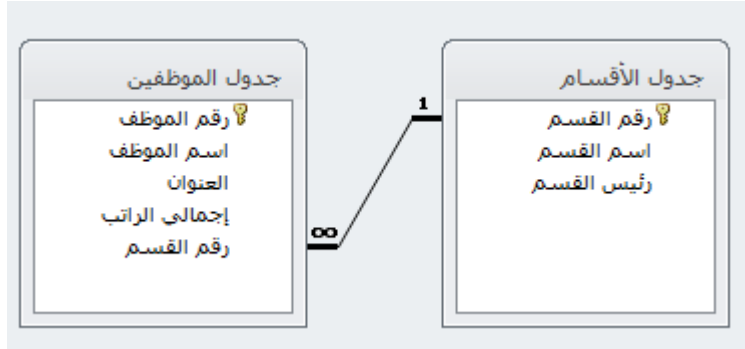 جدول الأقسام
رقم القسم
اسم القسم
رئيس القسم
1
جدول الموظفين
رقم الموظف
اسم الموظف
العنوان
إجمالي الراتب
رقم القسم
∞